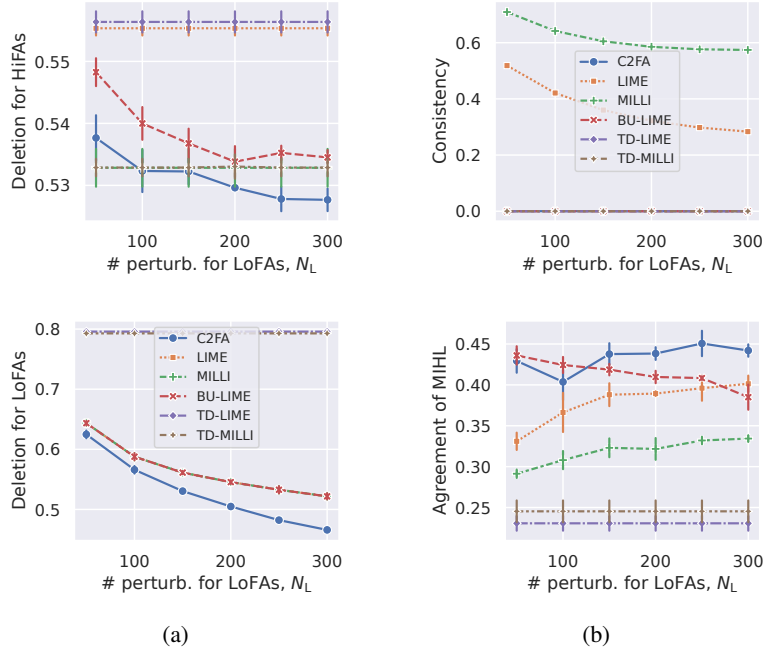 Deletion for HiFAs
0.55
0.54
0.53
100
200
300
# perturb. for LoFAs, N_L
Consistency
0.6
0.4
0.2
0.0
C2FA
LIME
MILLI
BU-LIME
TD-LIME
TD-MILLI
100
200
300
# perturb. for LoFAs, N_L
Deletion for LoFAs
0.8
0.7
0.6
0.5
C2FA
LIME
MILLI
BU-LIME
TD-LIME
TD-MILLI
100
200
300
# perturb. for LoFAs, N_L
Agreement of MIHL
0.45
0.40
0.35
0.30
0.25
100
200
300
# perturb. for LoFAs, N_L
(a)
(b)